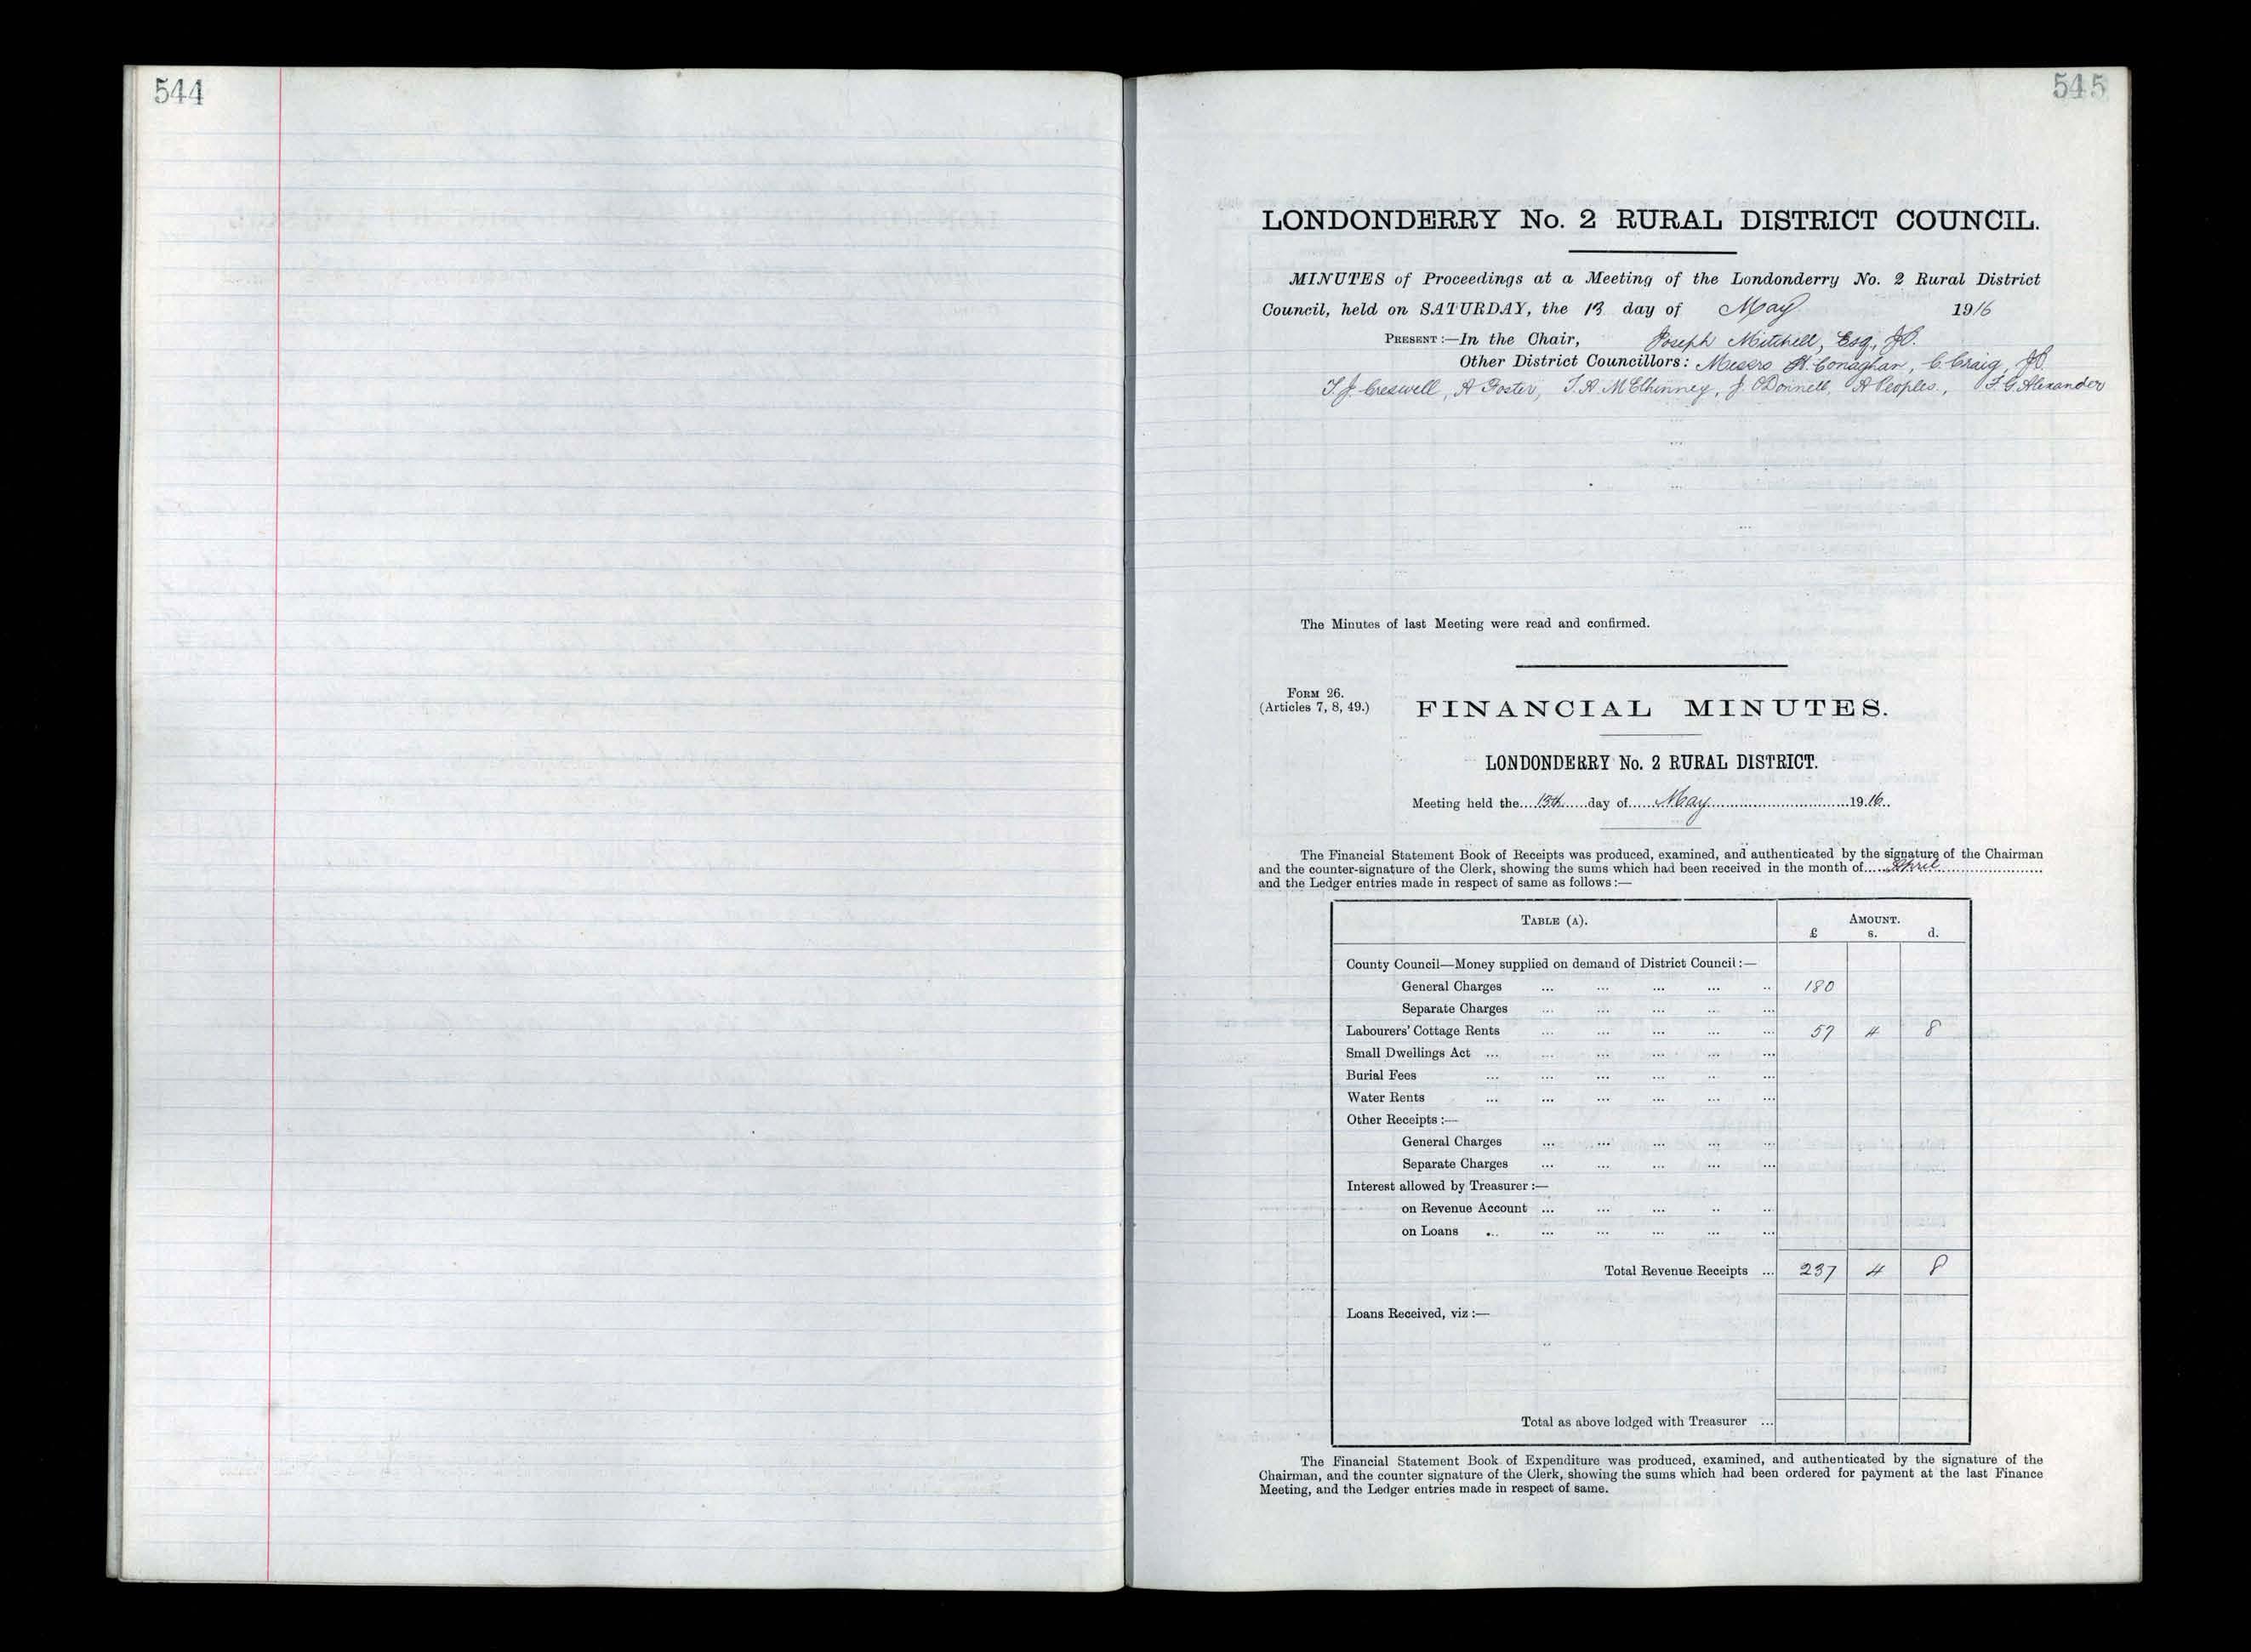 544
545
LONDONDERRY No. 2 RURAL DISTRICT COUNCIL.
MINUTES of Proceedings at a Meeting of the Londonderry No. 2 Rural District
Council, held on SATURDAY, the 13 day of May 1916
PRESENT:—In the Chair, Joseph Mitchell, Esq., JP.
Other District Councillors: Messrs H. Conaghan, C. Craig, JP.
T. J. Creswell, A Foster, T. A. McElhinney, J. O'Donnell, A Peoples, F. G. Alexander
The Minutes of last Meeting were read and confirmed.
FORM 26.
(Articles 7, 8, 49.)
FINANCIAL MINUTES.
LONDONDERRY No. 2 RURAL DISTRICT.
Meeting held the....13th......day of......May................................1916..
The Financial Statement Book of Receipts was produced, examined, and authenticated by the signature of the Chairman
and the counter-signature of the Clerk, showing the sums which had been received in the month of.....April.........................
and the Ledger entries made in respect of same as follows:—
TABLE (A). AMOUNT.
£ s. d.
County Council—Money supplied on demand of District Council:—
General Charges ... ... ... ... .. 180
Separate Charges ... ... ... ... ...
Labourers' Cottage Rents ... ... ... ... ... 57 4 8
Small Dwellings Act ... ... ... ... ... ...
Burial Fees ... ... ... ... .. ...
Water Rents ... ... ... ... ... ...
Other Receipts:—
General Charges ... ... ... ... ...
Separate Charges ... ... ... ... ...
Interest allowed by Treasurer:—
on Revenue Account ... ... ... .. ...
on Loans ... ... ... ... ... ...
Total Revenue Receipts ... 237 4 8
Loans Received, viz:—
Total as above lodged with Treasurer ...
The Financial Statement Book of Expenditure was produced, examined, and authenticated by the signature of the
Chairman, and the counter signature of the Clerk, showing the sums which had been ordered for payment at the last Finance
Meeting, and the Ledger entries made in respect of same.